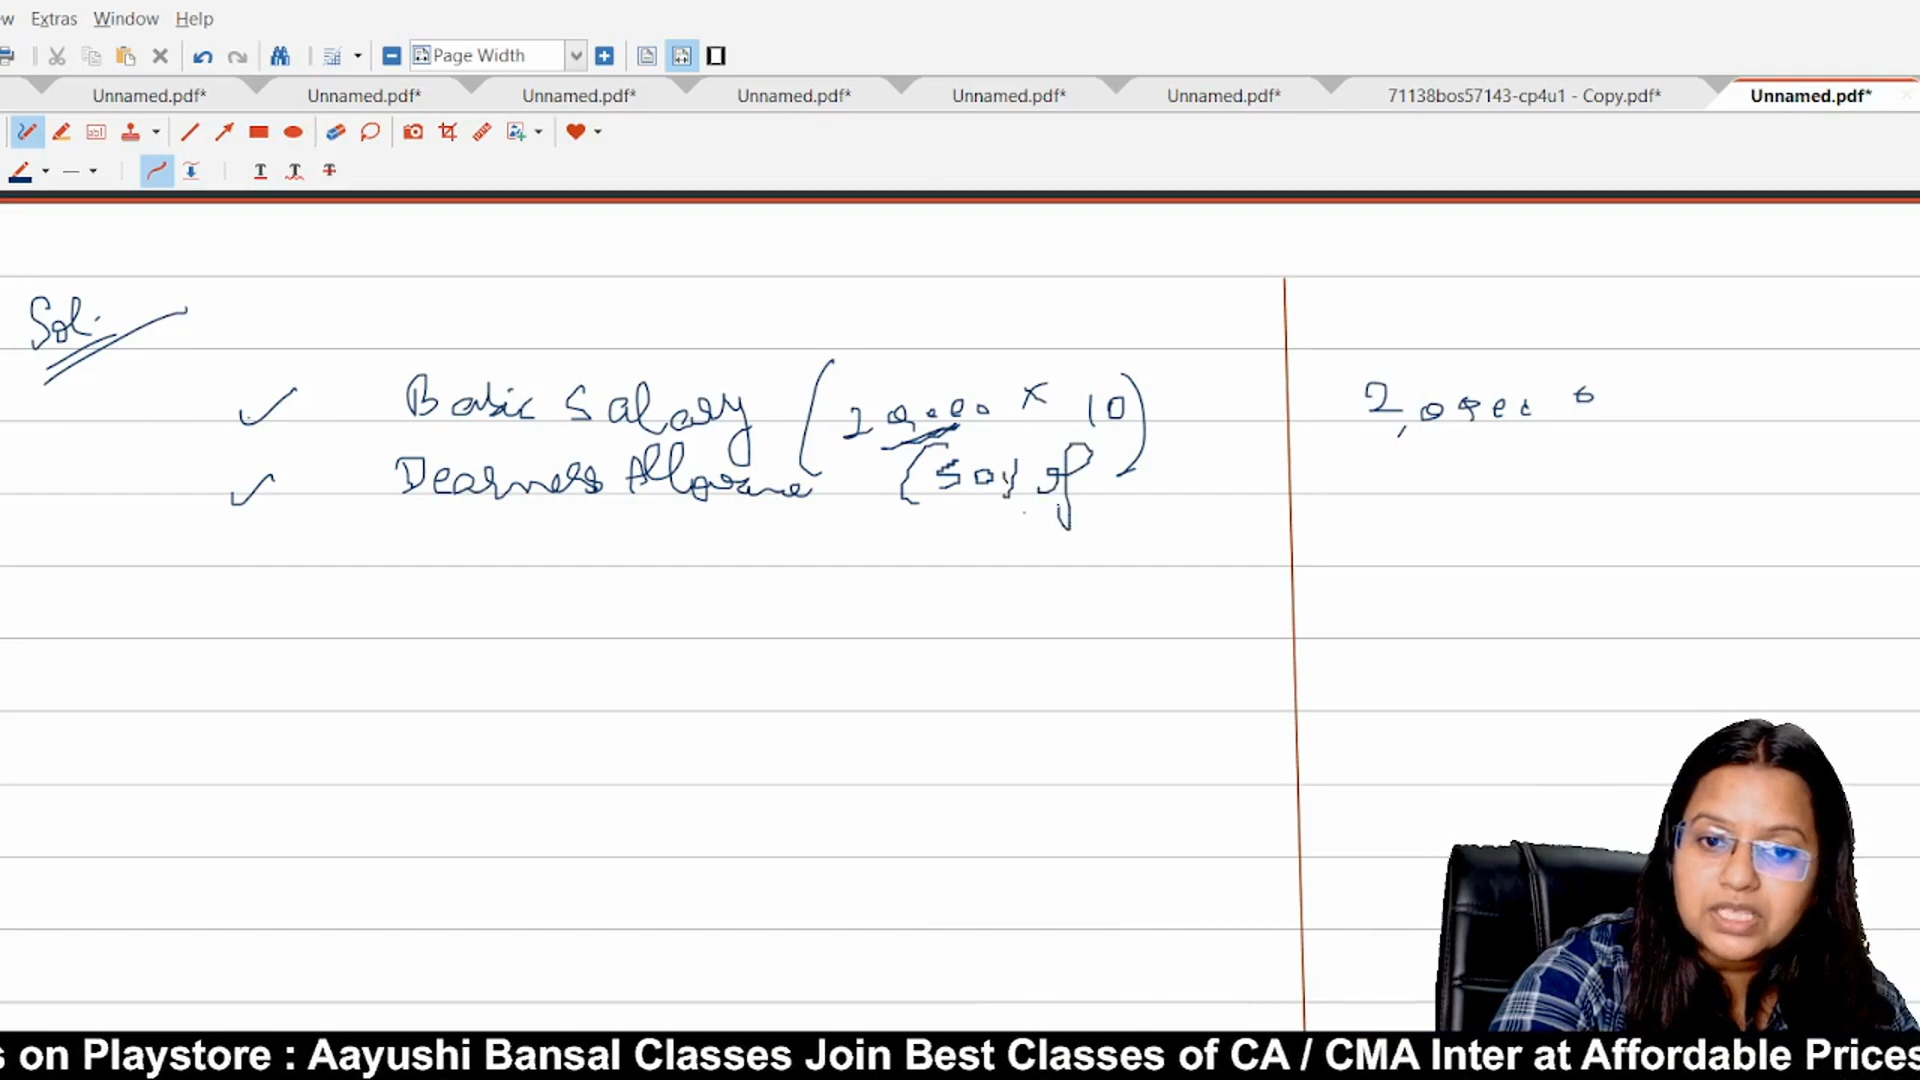 Extras Window Help
Page Width
Unnamed.pdf* Unnamed.pdf* Unnamed.pdf* Unnamed.pdf* Unnamed.pdf* Unnamed.pdf* 71138bos57143-cp4u1 - Copy.pdf* Unnamed.pdf*
Sol.
Basic Salary (20000 × 10) 2,00000
Dearness Allowance (50% of
s on Playstore : Aayushi Bansal Classes Join Best Classes of CA / CMA Inter at Affordable Prices